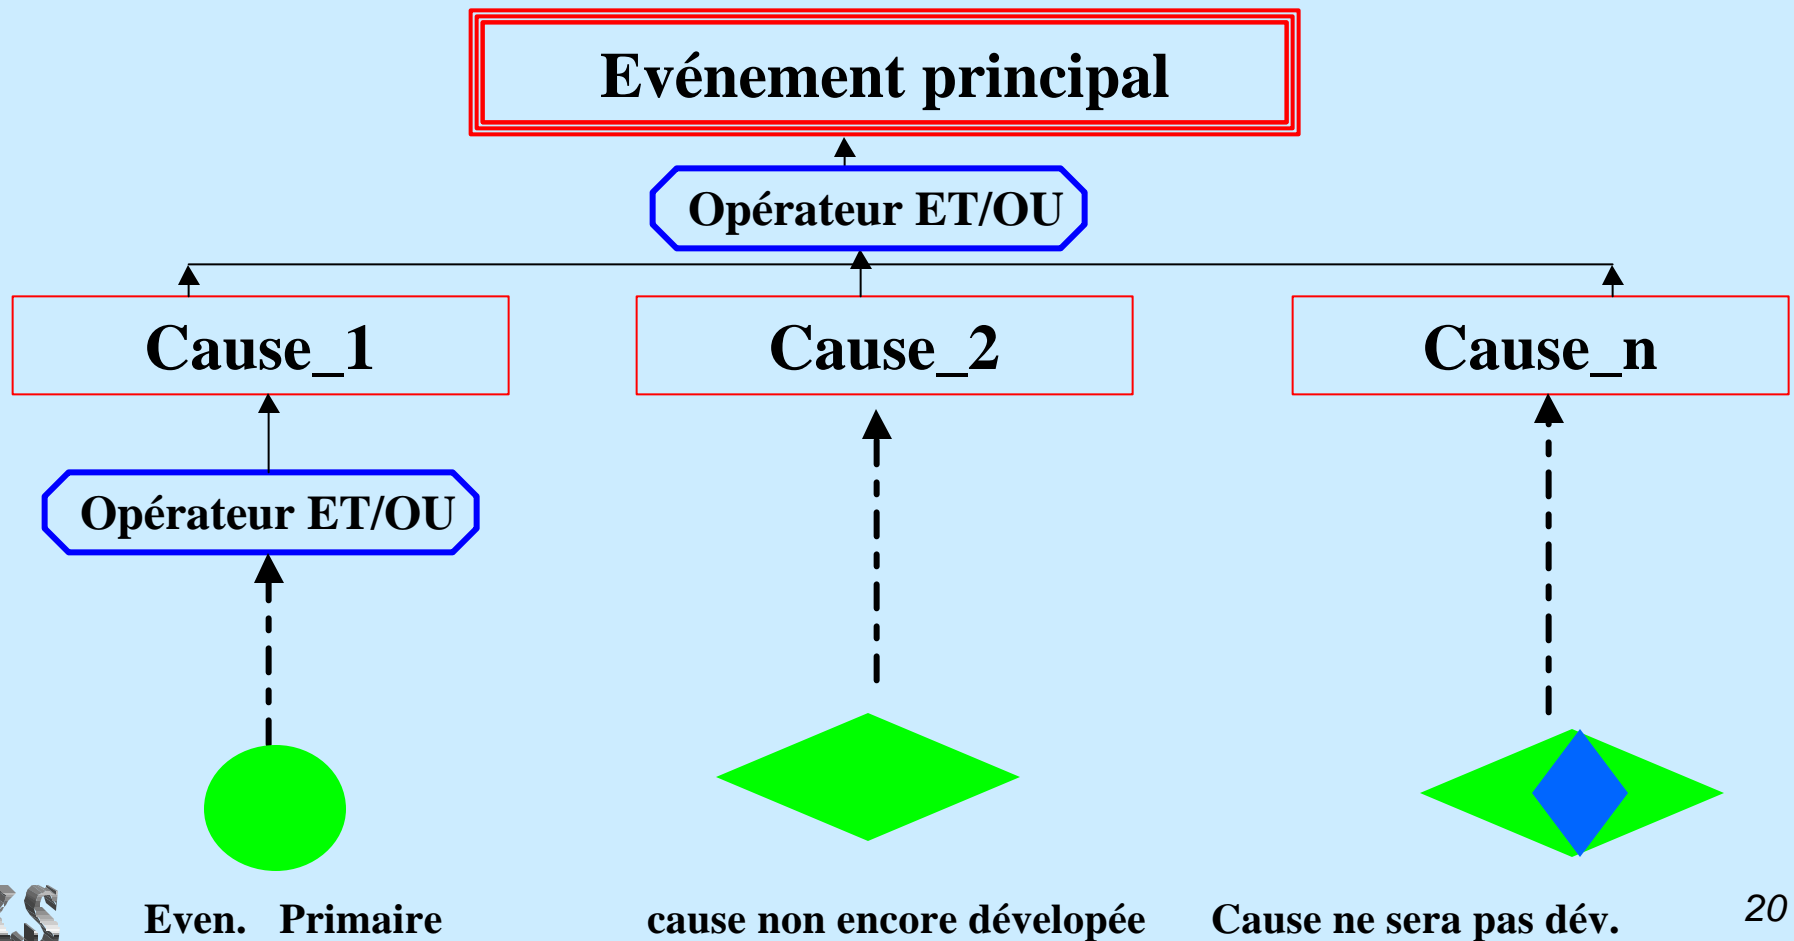 Evénement principal
Opérateur ET/OU
Cause_1
Cause_2
Cause_n
Opérateur ET/OU
Even. Primaire
cause non encore dévelopée
Cause ne sera pas dév.
20